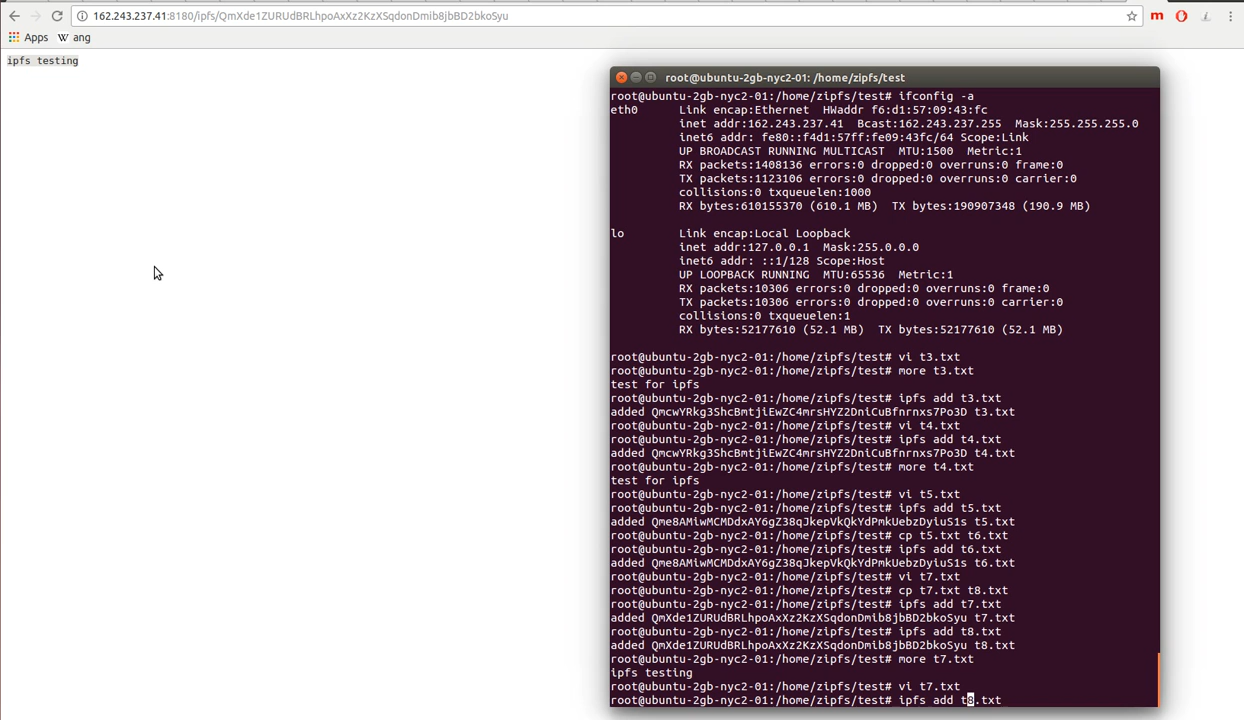 162.243.237.41:8180/ipfs/QmXde1ZURUdBRLhpoAxXz2KzXSqdonDmib8jbBD2bkoSyu
Apps W ang
ipfs testing
root@ubuntu-2gb-nyc2-01: /home/zipfs/test
root@ubuntu-2gb-nyc2-01:/home/zipfs/test# ifconfig -a
eth0 Link encap:Ethernet HWaddr f6:d1:57:09:43:fc
inet addr:162.243.237.41 Bcast:162.243.237.255 Mask:255.255.255.0
inet6 addr: fe80::f4d1:57ff:fe09:43fc/64 Scope:Link
UP BROADCAST RUNNING MULTICAST MTU:1500 Metric:1
RX packets:1408136 errors:0 dropped:0 overruns:0 frame:0
TX packets:1123106 errors:0 dropped:0 overruns:0 carrier:0
collisions:0 txqueuelen:1000
RX bytes:610155370 (610.1 MB) TX bytes:190907348 (190.9 MB)
lo Link encap:Local Loopback
inet addr:127.0.0.1 Mask:255.0.0.0
inet6 addr: ::1/128 Scope:Host
UP LOOPBACK RUNNING MTU:65536 Metric:1
RX packets:10306 errors:0 dropped:0 overruns:0 frame:0
TX packets:10306 errors:0 dropped:0 overruns:0 carrier:0
collisions:0 txqueuelen:1
RX bytes:52177610 (52.1 MB) TX bytes:52177610 (52.1 MB)
root@ubuntu-2gb-nyc2-01:/home/zipfs/test# vi t3.txt
root@ubuntu-2gb-nyc2-01:/home/zipfs/test# more t3.txt
test for ipfs
root@ubuntu-2gb-nyc2-01:/home/zipfs/test# ipfs add t3.txt
added QmcwYRkg3ShcBmtjiEwZC4mrsHYZ2DniCuBfnrnxs7Po3D t3.txt
root@ubuntu-2gb-nyc2-01:/home/zipfs/test# vi t4.txt
root@ubuntu-2gb-nyc2-01:/home/zipfs/test# ipfs add t4.txt
added QmcwYRkg3ShcBmtjiEwZC4mrsHYZ2DniCuBfnrnxs7Po3D t4.txt
root@ubuntu-2gb-nyc2-01:/home/zipfs/test# more t4.txt
test for ipfs
root@ubuntu-2gb-nyc2-01:/home/zipfs/test# vi t5.txt
root@ubuntu-2gb-nyc2-01:/home/zipfs/test# ipfs add t5.txt
added Qme8AMiwMCMDdxAY6gZ38qJkepVkQkYdPmkUebzDyiuS1s t5.txt
root@ubuntu-2gb-nyc2-01:/home/zipfs/test# cp t5.txt t6.txt
root@ubuntu-2gb-nyc2-01:/home/zipfs/test# ipfs add t6.txt
added Qme8AMiwMCMDdxAY6gZ38qJkepVkQkYdPmkUebzDyiuS1s t6.txt
root@ubuntu-2gb-nyc2-01:/home/zipfs/test# vi t7.txt
root@ubuntu-2gb-nyc2-01:/home/zipfs/test# cp t7.txt t8.txt
root@ubuntu-2gb-nyc2-01:/home/zipfs/test# ipfs add t7.txt
added QmXde1ZURUdBRLhpoAxXz2KzXSqdonDmib8jbBD2bkoSyu t7.txt
root@ubuntu-2gb-nyc2-01:/home/zipfs/test# ipfs add t8.txt
added QmXde1ZURUdBRLhpoAxXz2KzXSqdonDmib8jbBD2bkoSyu t8.txt
root@ubuntu-2gb-nyc2-01:/home/zipfs/test# more t7.txt
ipfs testing
root@ubuntu-2gb-nyc2-01:/home/zipfs/test# vi t7.txt
root@ubuntu-2gb-nyc2-01:/home/zipfs/test# ipfs add t8.txt